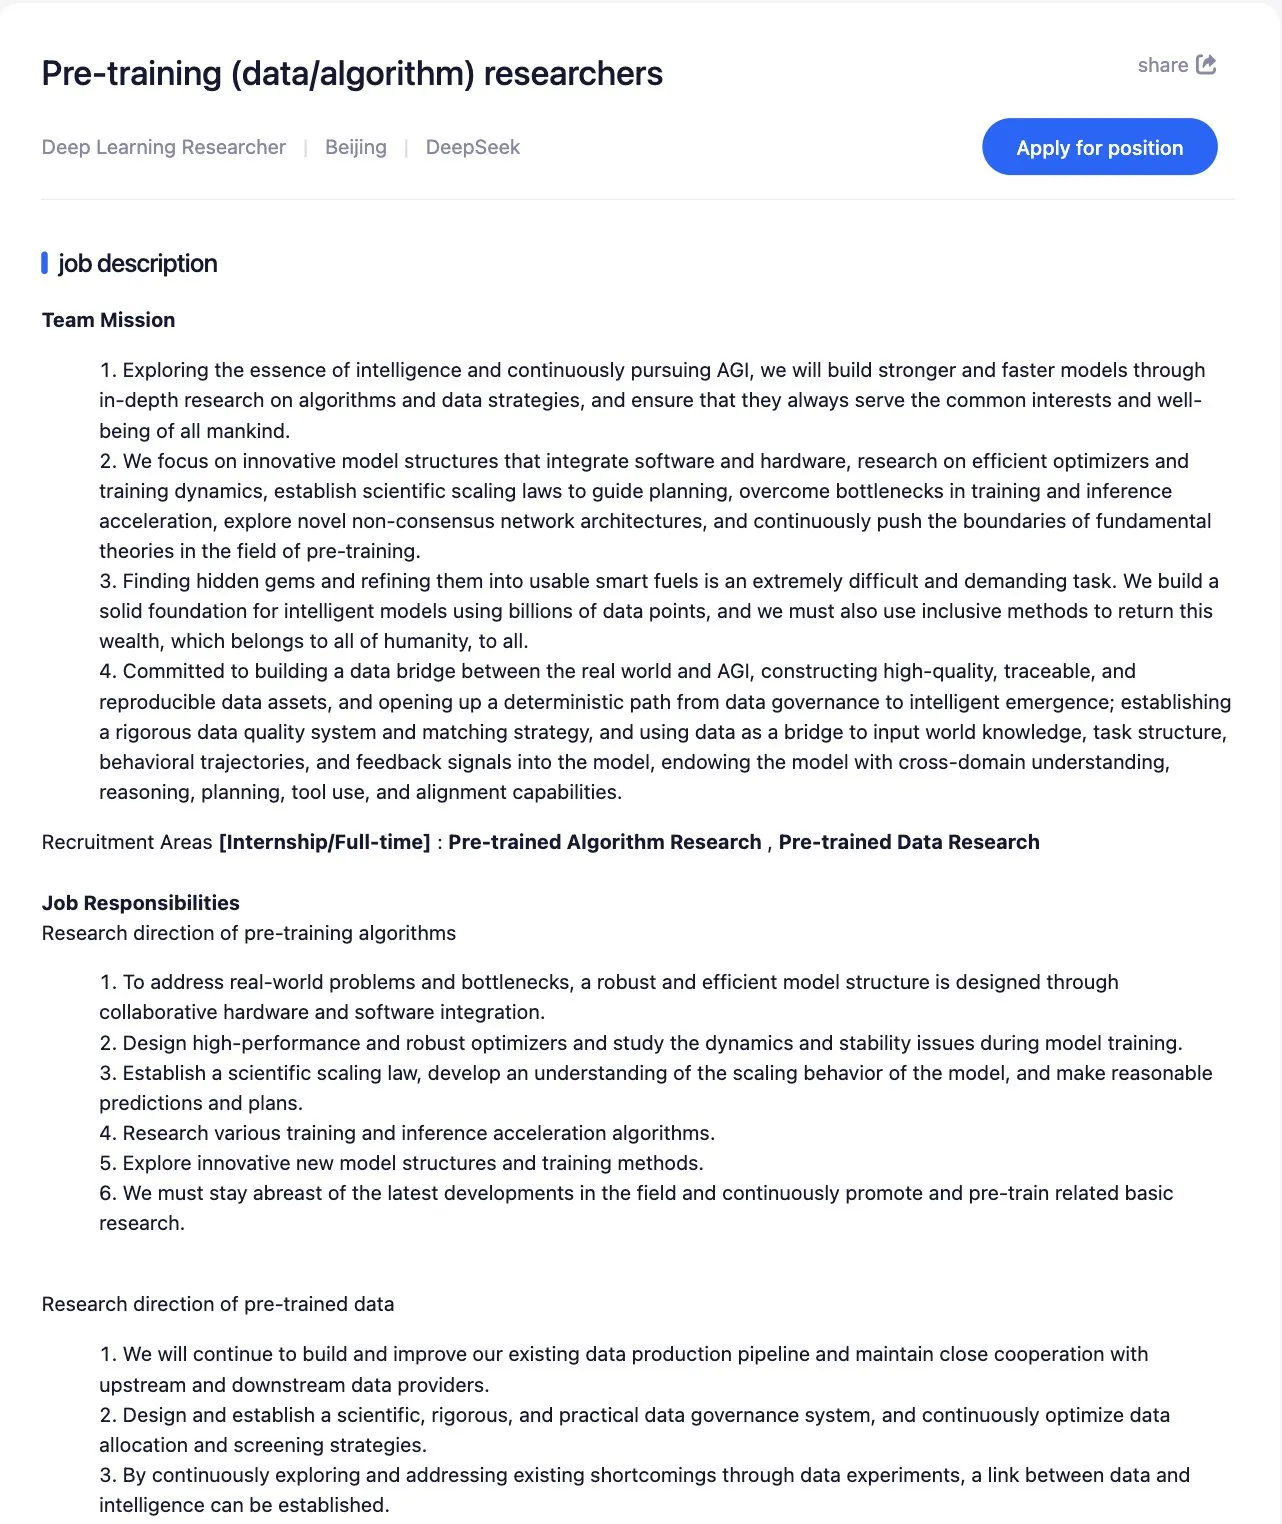 Pre-training (data/algorithm) researchers
share
Deep Learning Researcher | Beijing | DeepSeek
Apply for position
job description
Team Mission
1. Exploring the essence of intelligence and continuously pursuing AGI, we will build stronger and faster models through
in-depth research on algorithms and data strategies, and ensure that they always serve the common interests and well-
being of all mankind.
2. We focus on innovative model structures that integrate software and hardware, research on efficient optimizers and
training dynamics, establish scientific scaling laws to guide planning, overcome bottlenecks in training and inference
acceleration, explore novel non-consensus network architectures, and continuously push the boundaries of fundamental
theories in the field of pre-training.
3. Finding hidden gems and refining them into usable smart fuels is an extremely difficult and demanding task. We build a
solid foundation for intelligent models using billions of data points, and we must also use inclusive methods to return this
wealth, which belongs to all of humanity, to all.
4. Committed to building a data bridge between the real world and AGI, constructing high-quality, traceable, and
reproducible data assets, and opening up a deterministic path from data governance to intelligent emergence; establishing
a rigorous data quality system and matching strategy, and using data as a bridge to input world knowledge, task structure,
behavioral trajectories, and feedback signals into the model, endowing the model with cross-domain understanding,
reasoning, planning, tool use, and alignment capabilities.
Recruitment Areas [Internship/Full-time] : Pre-trained Algorithm Research , Pre-trained Data Research
Job Responsibilities
Research direction of pre-training algorithms
1. To address real-world problems and bottlenecks, a robust and efficient model structure is designed through
collaborative hardware and software integration.
2. Design high-performance and robust optimizers and study the dynamics and stability issues during model training.
3. Establish a scientific scaling law, develop an understanding of the scaling behavior of the model, and make reasonable
predictions and plans.
4. Research various training and inference acceleration algorithms.
5. Explore innovative new model structures and training methods.
6. We must stay abreast of the latest developments in the field and continuously promote and pre-train related basic
research.
Research direction of pre-trained data
1. We will continue to build and improve our existing data production pipeline and maintain close cooperation with
upstream and downstream data providers.
2. Design and establish a scientific, rigorous, and practical data governance system, and continuously optimize data
allocation and screening strategies.
3. By continuously exploring and addressing existing shortcomings through data experiments, a link between data and
intelligence can be established.